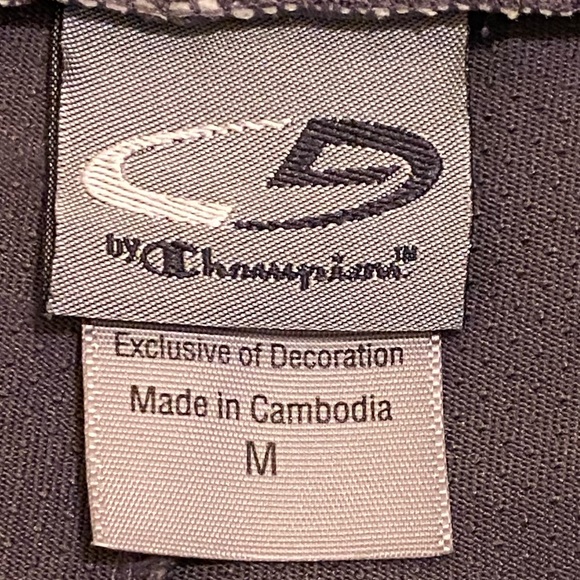 by Champion™
Exclusive of Decoration
Made in Cambodia
M